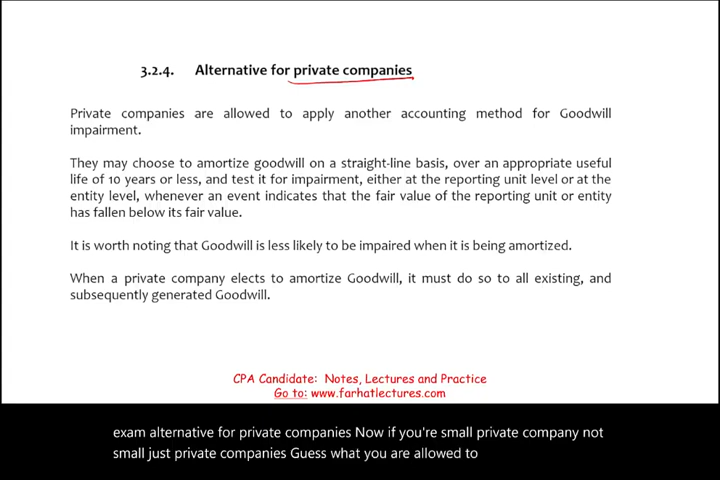 3.2.4. Alternative for private companies
Private companies are allowed to apply another accounting method for Goodwill
impairment.
They may choose to amortize goodwill on a straight-line basis, over an appropriate useful
life of 10 years or less, and test it for impairment, either at the reporting unit level or at the
entity level, whenever an event indicates that the fair value of the reporting unit or entity
has fallen below its fair value.
It is worth noting that Goodwill is less likely to be impaired when it is being amortized.
When a private company elects to amortize Goodwill, it must do so to all existing, and
subsequently generated Goodwill.
CPA Candidate: Notes, Lectures and Practice
Go to: www.farhatlectures.com
exam alternative for private companies Now if you're small private company not
small just private companies Guess what you are allowed to